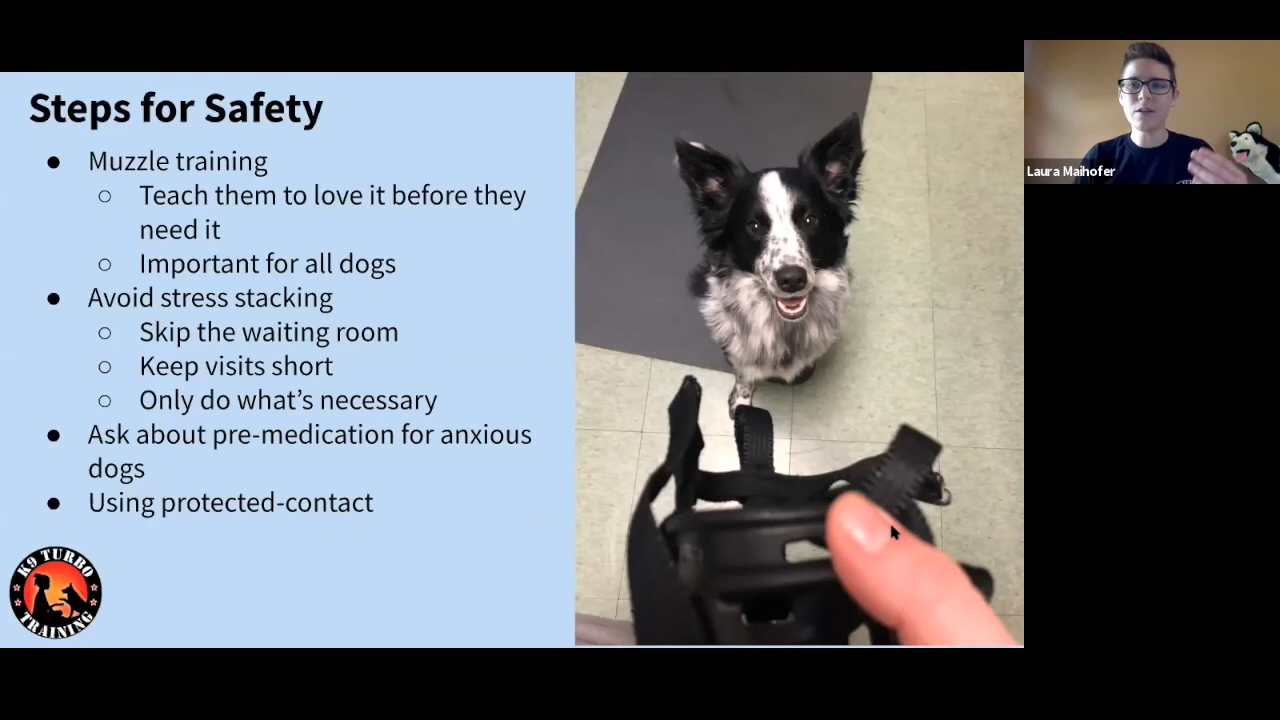 Steps for Safety
● Muzzle training
○ Teach them to love it before they
need it
○ Important for all dogs
● Avoid stress stacking
○ Skip the waiting room
○ Keep visits short
○ Only do what’s necessary
● Ask about pre-medication for anxious
dogs
● Using protected-contact
K9 TURBO
TRAINING
Laura Maihofer